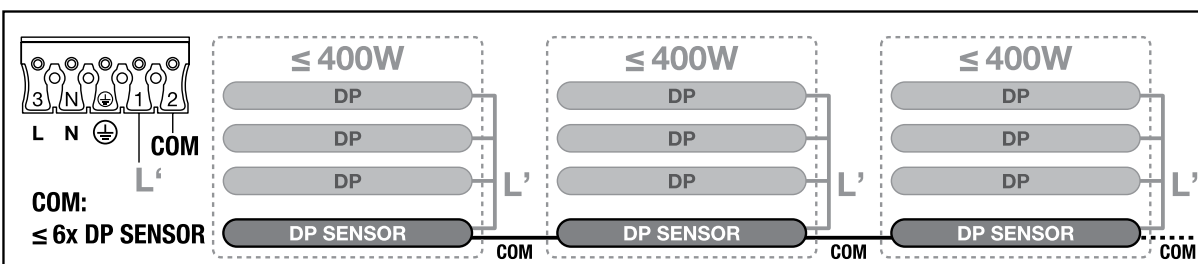 3 N 1 2
L N COM
L‘
COM:
≤ 6x DP SENSOR
≤ 400W
DP
DP
DP
DP SENSOR
L’
COM
≤ 400W
DP
DP
DP
DP SENSOR
L’
COM
≤ 400W
DP
DP
DP
DP SENSOR
L’
COM